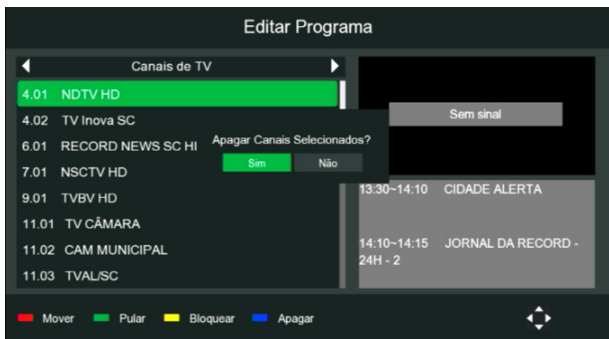 Editar Programa
Canais de TV
4.01 NDTV HD
4.02 TV Inova SC
6.01 RECORD NEWS SC HI
7.01 NSCTV HD
9.01 TVBV HD
11.01 TV CÂMARA
11.02 CAM MUNICIPAL
11.03 TVAL/SC
Apagar Canais Selecionados?
Sim Não
Sem sinal
13:30~14:10 CIDADE ALERTA
14:10~14:15 JORNAL DA RECORD -
24H - 2
Mover Pular Bloquear Apagar